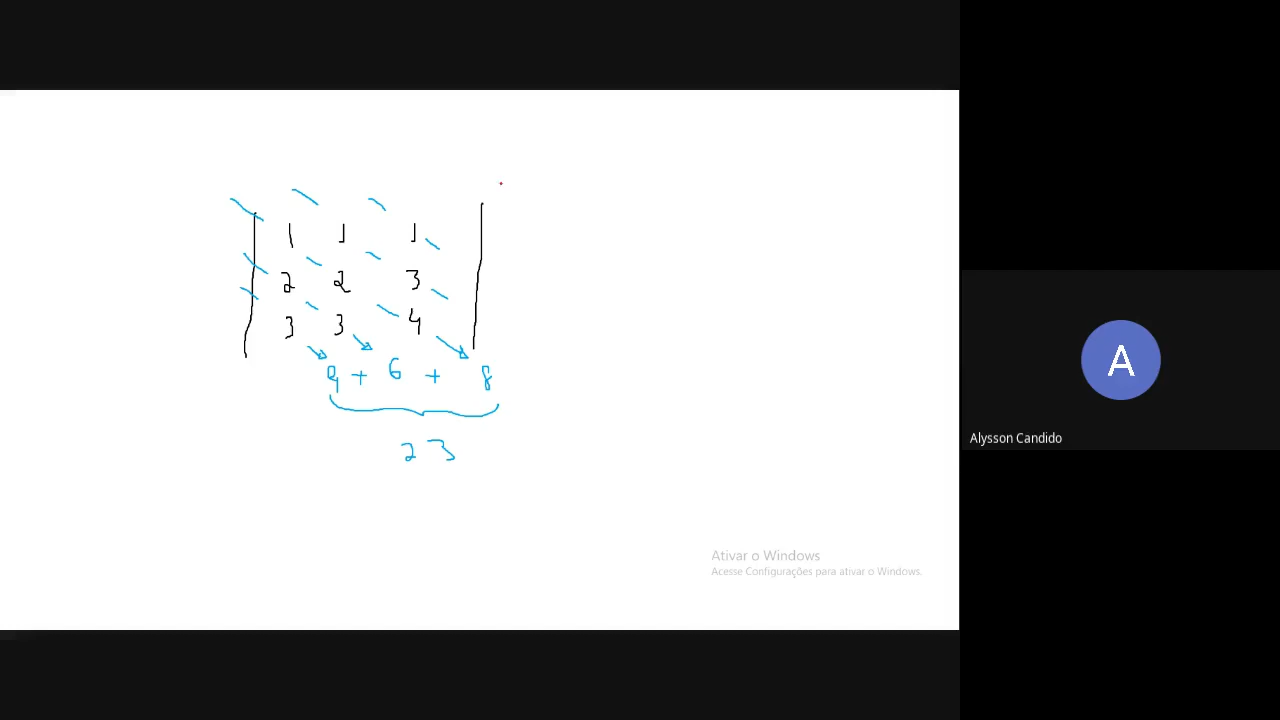 1 1 1
2 2 3
3 3 4
9 + 6 + 8
23
Ativar o Windows
Acesse Configurações para ativar o Windows.
A
Alysson Candido